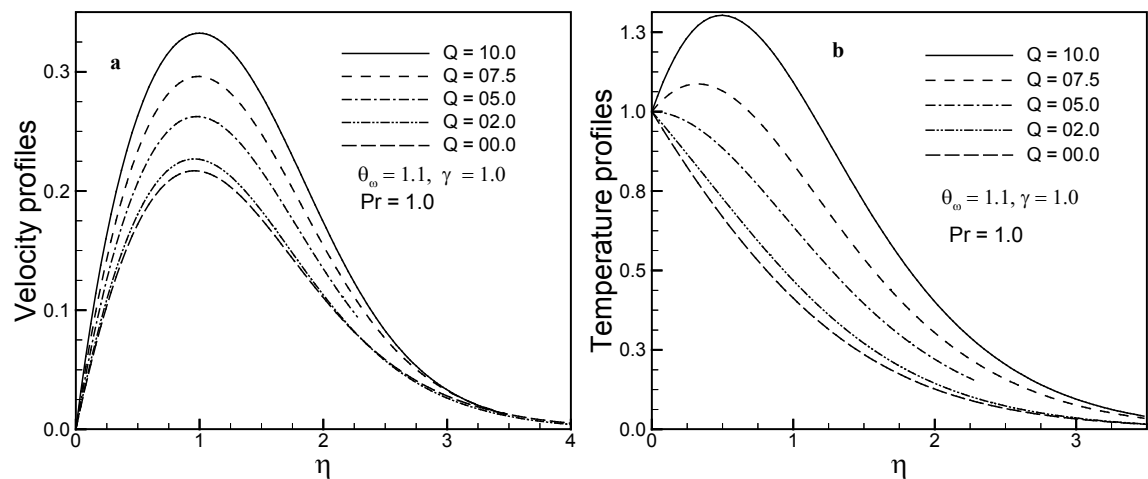 a
Velocity profiles
0.3
0.2
0.1
0.0
0
1
2
3
4
η
Q = 10.0
Q = 07.5
Q = 05.0
Q = 02.0
Q = 00.0
θω = 1.1, γ = 1.0
Pr = 1.0
b
Temperature profiles
1.3
1.0
0.8
0.5
0.3
0.0
0
1
2
3
η
Q = 10.0
Q = 07.5
Q = 05.0
Q = 02.0
Q = 00.0
θω = 1.1, γ = 1.0
Pr = 1.0